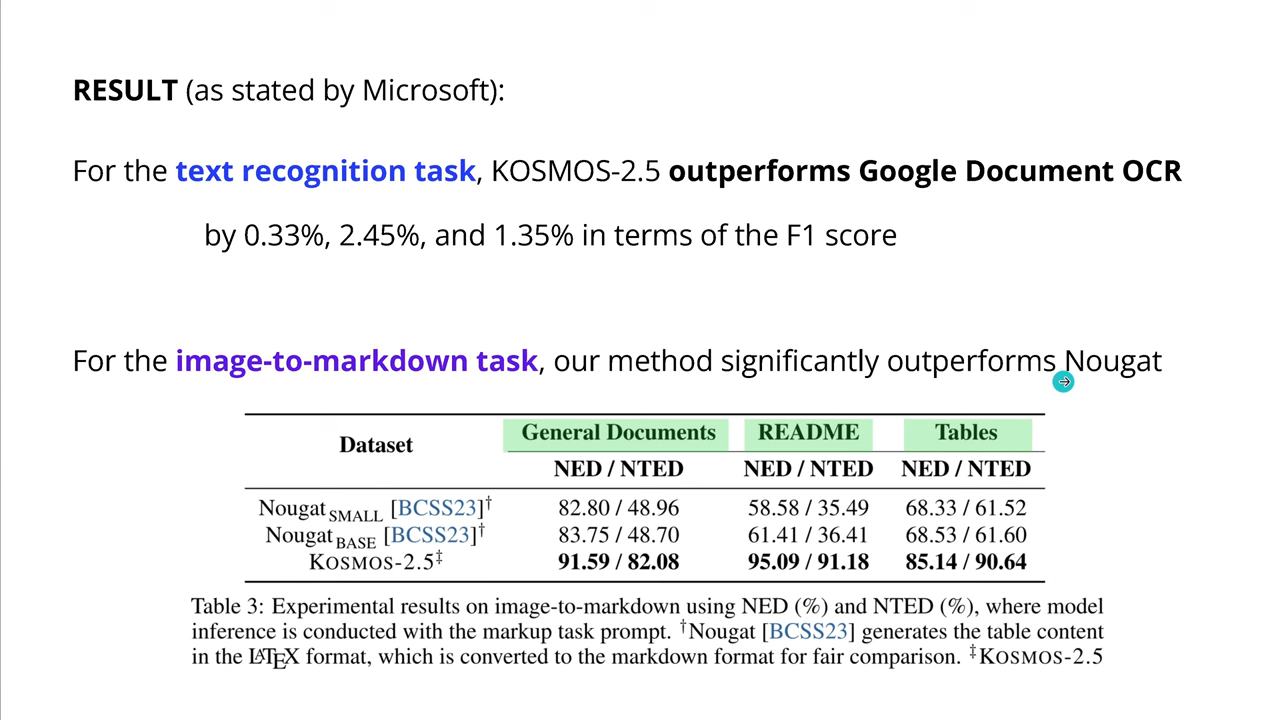 RESULT (as stated by Microsoft):
For the text recognition task, KOSMOS-2.5 outperforms Google Document OCR
by 0.33%, 2.45%, and 1.35% in terms of the F1 score
For the image-to-markdown task, our method significantly outperforms Nougat
Dataset General Documents README Tables
NED / NTED NED / NTED NED / NTED
Nougat SMALL [BCSS23]† 82.80 / 48.96 58.58 / 35.49 68.33 / 61.52
Nougat BASE [BCSS23]† 83.75 / 48.70 61.41 / 36.41 68.53 / 61.60
KOSMOS-2.5‡ 91.59 / 82.08 95.09 / 91.18 85.14 / 90.64
Table 3: Experimental results on image-to-markdown using NED (%) and NTED (%), where model
inference is conducted with the markup task prompt. †Nougat [BCSS23] generates the table content
in the LATEX format, which is converted to the markdown format for fair comparison. ‡KOSMOS-2.5